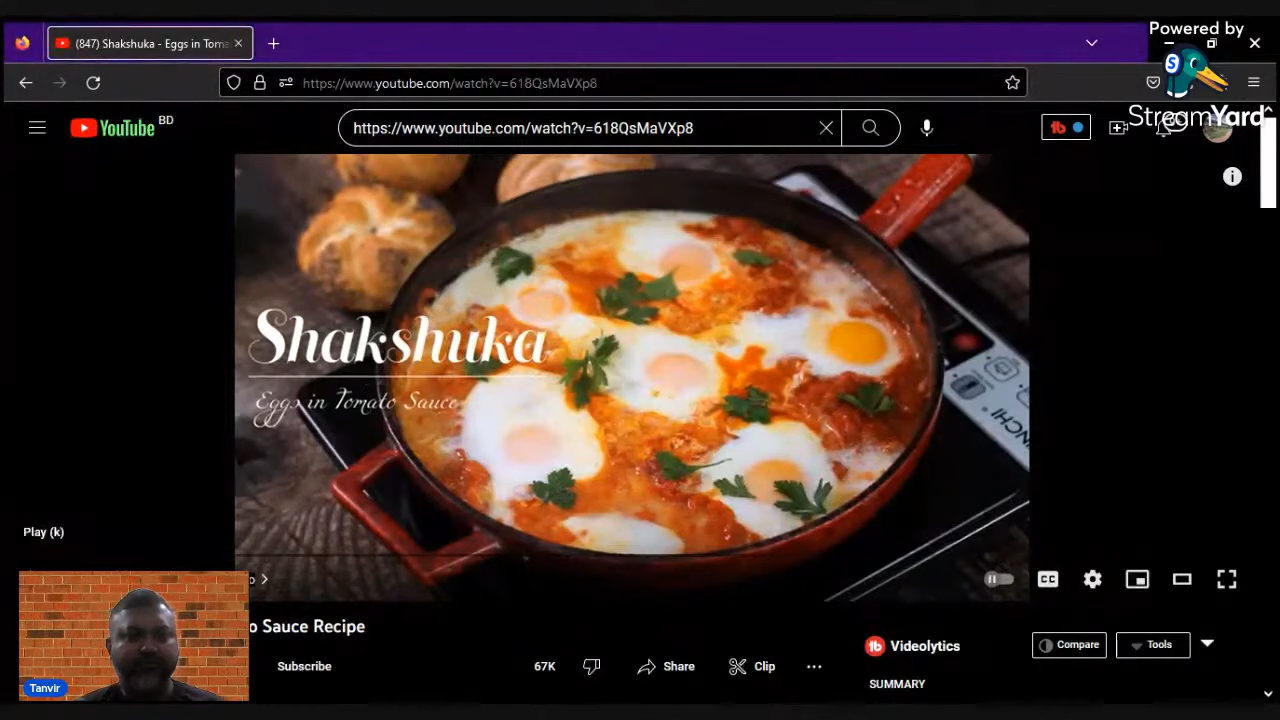 Powered by
StreamYard
(847) Shakshuka - Eggs in Toma
https://www.youtube.com/watch?v=618QsMaVXp8
YouTube BD
https://www.youtube.com/watch?v=618QsMaVXp8
Shakshuka
Eggs in Tomato Sauce
Play (k)
o Sauce Recipe
Subscribe
67K
Share
Clip
Videolytics
Compare
Tools
SUMMARY
Tanvir